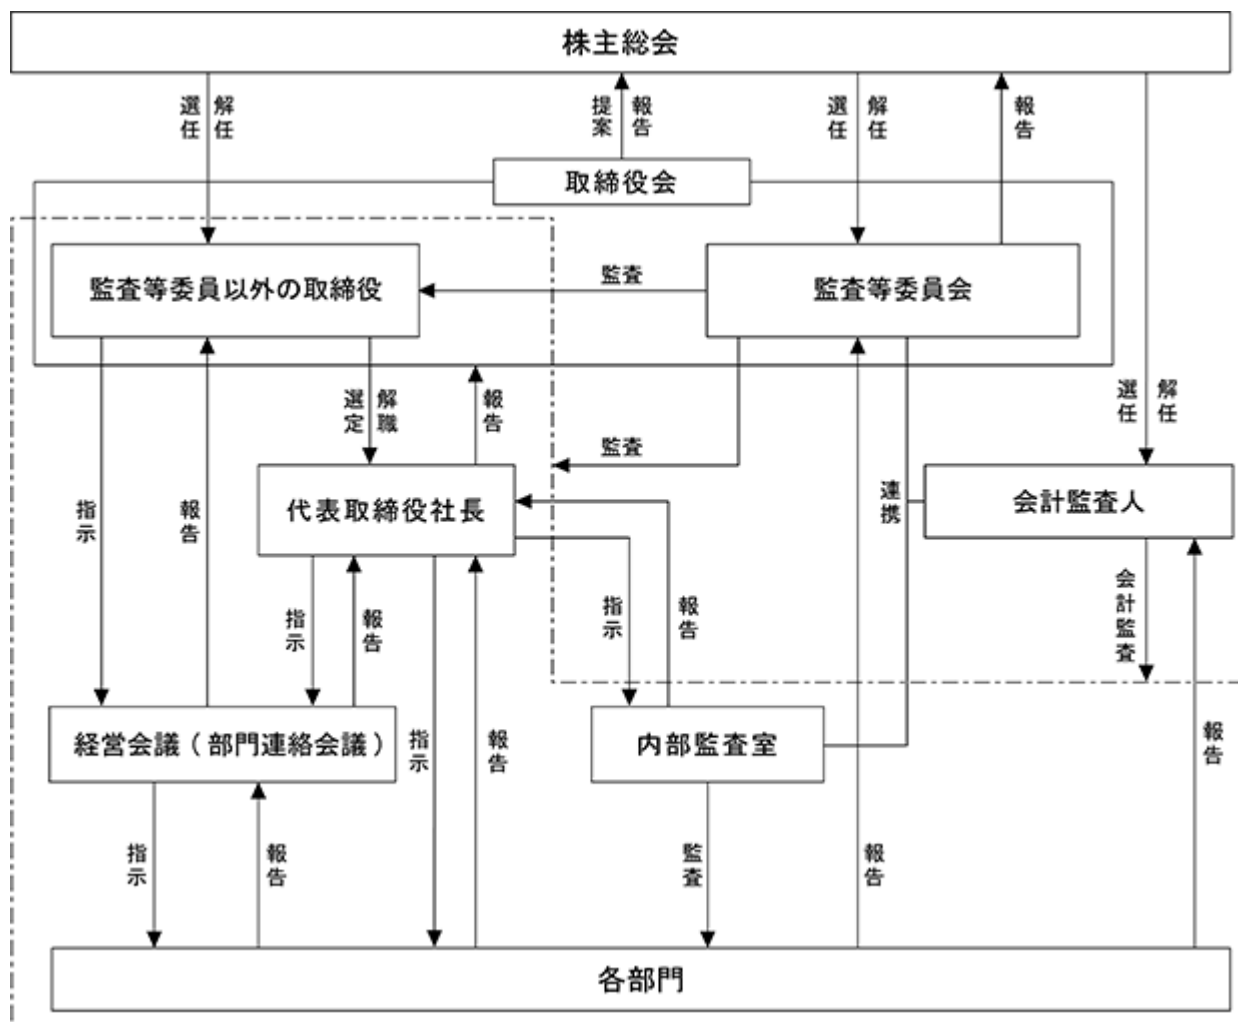 株主総会
選任
解任
提案
報告
選任
解任
報告
取締役会
監査等委員以外の取締役
監査
監査等委員会
選定
解職
報告
選任
解任
監査
代表取締役社長
連携
会計監査人
指示
報告
指示
報告
指示
報告
会計監査
経営会議(部門連絡会議)
指示
報告
内部監査室
報告
指示
報告
監査
報告
各部門